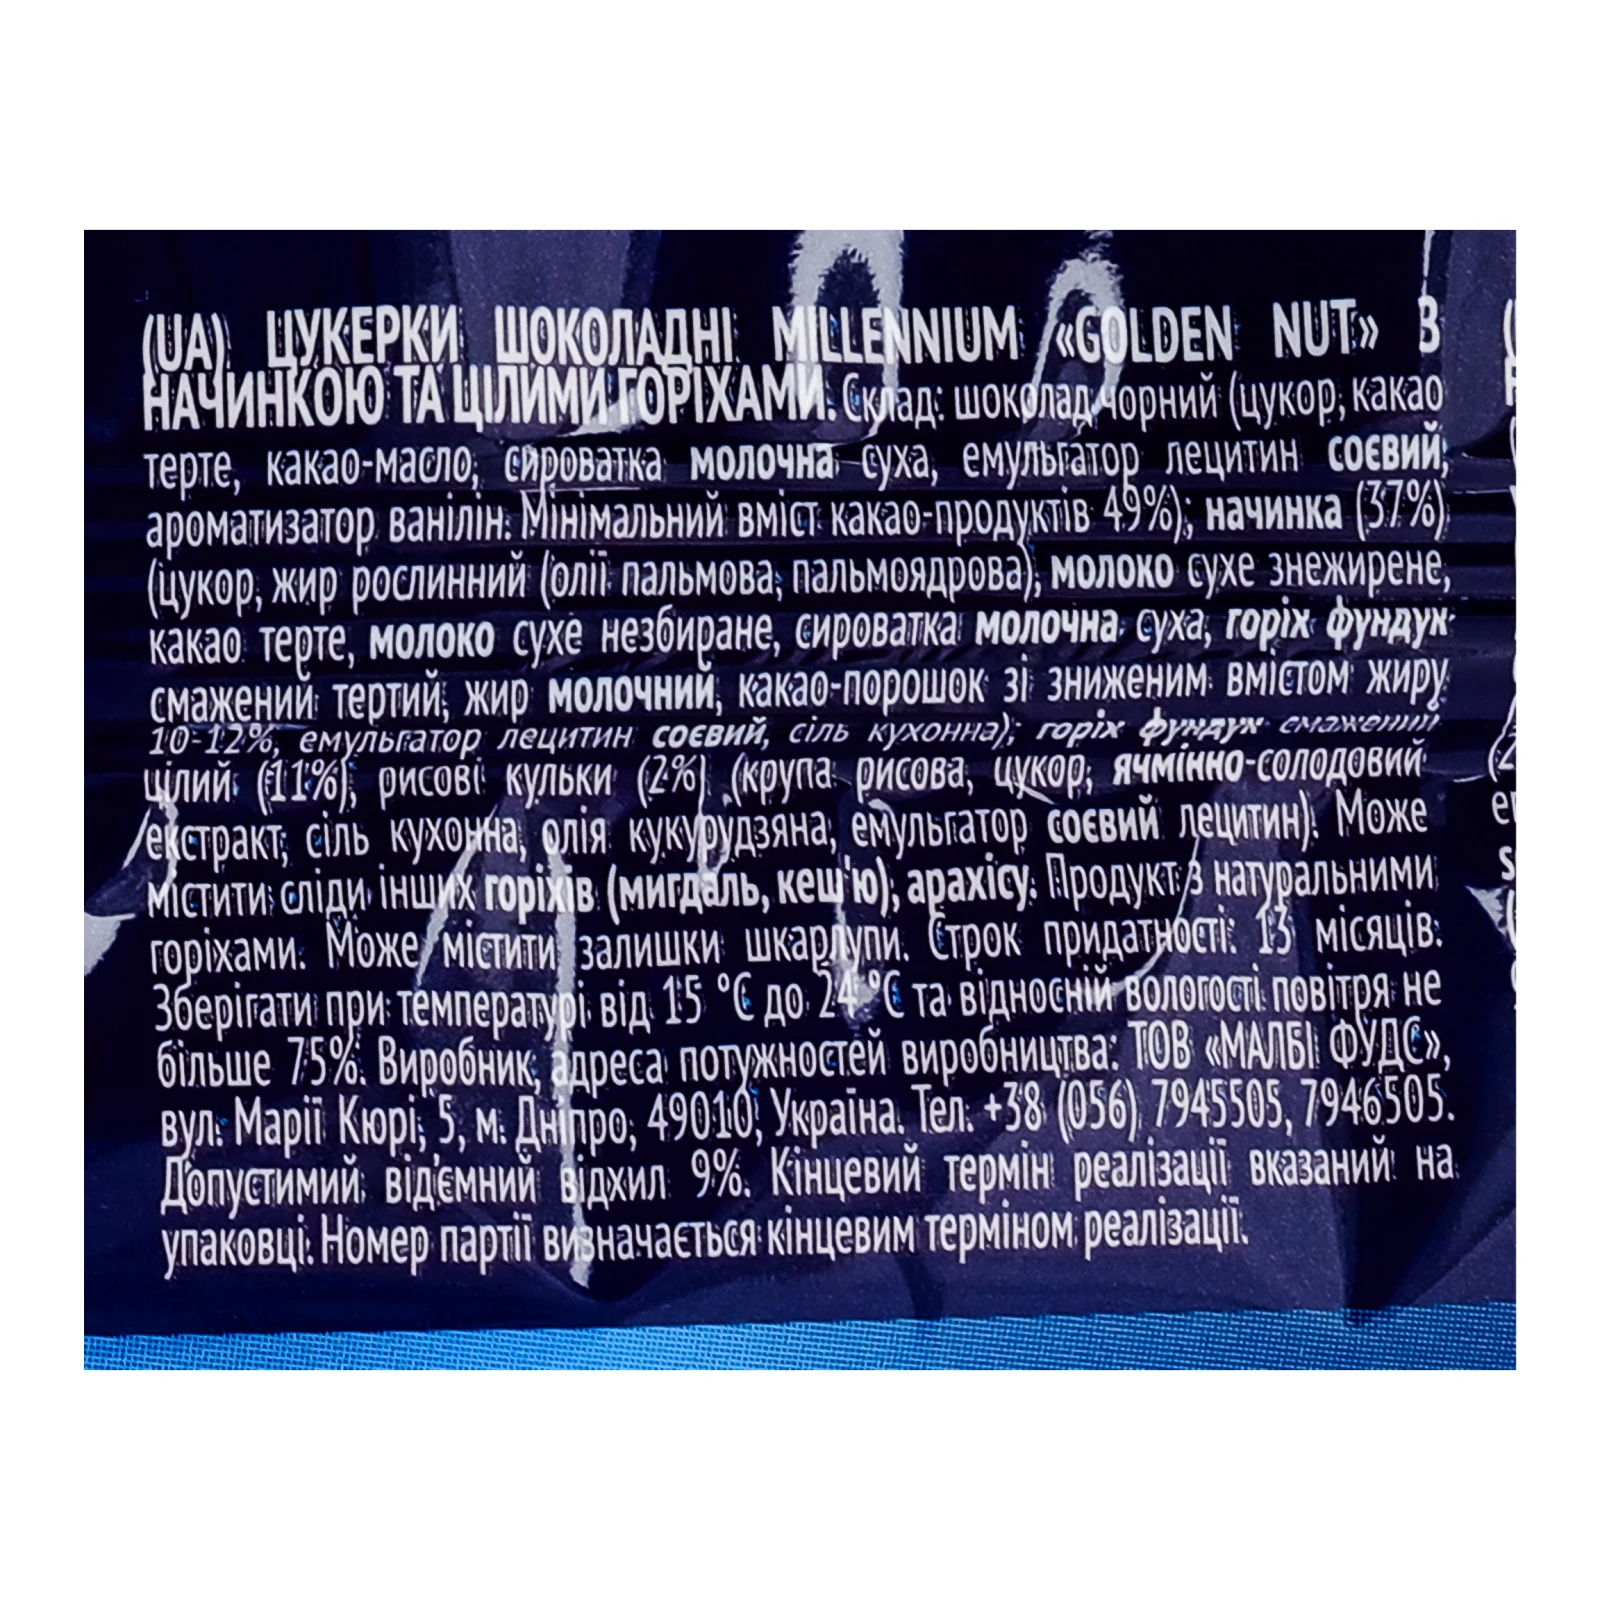 (UA) ЦУКЕРКИ ШОКОЛАДНІ MILLENNIUM «GOLDEN NUT» З
НАЧИНКОЮ ТА ЦІЛИМИ ГОРІХАМИ. Склад: шоколад чорний (цукор, какао
терте, какао-масло, сироватка молочна суха, емульгатор лецитин соєвий,
ароматизатор ванілін. Мінімальний вміст какао-продуктів 49%); начинка (37%)
(цукор, жир рослинний (олії пальмова, пальмоядрова), молоко сухе знежирене,
какао терте, молоко сухе незбиране, сироватка молочна суха, горіх фундук
смажений тертий, жир молочний, какао-порошок зі зниженим вмістом жиру
10-12%, емульгатор лецитин соєвий, сіль кухонна); горіх фундук смажений
цілий (11%); рисові кульки (2%) (крупа рисова, цукор, ячмінно-солодовий
екстракт, сіль кухонна, олія кукурудзяна, емульгатор соєвий лецитин). Може
містити сліди інших горіхів (мигдаль, кеш'ю), арахісу. Продукт з натуральними
горіхами. Може містити залишки шкарлупи. Строк придатності: 13 місяців.
Зберігати при температурі від 15 °C до 24 °C та відносній вологості повітря не
більше 75%. Виробник, адреса потужностей виробництва: ТОВ «МАЛБІ ФУДС»,
вул. Марії Кюрі, 5, м. Дніпро, 49010, Україна. Тел. +38 (056) 7945505, 7946505.
Допустимий від'ємний відхил 9%. Кінцевий термін реалізації вказаний на
упаковці. Номер партії визначається кінцевим терміном реалізації.